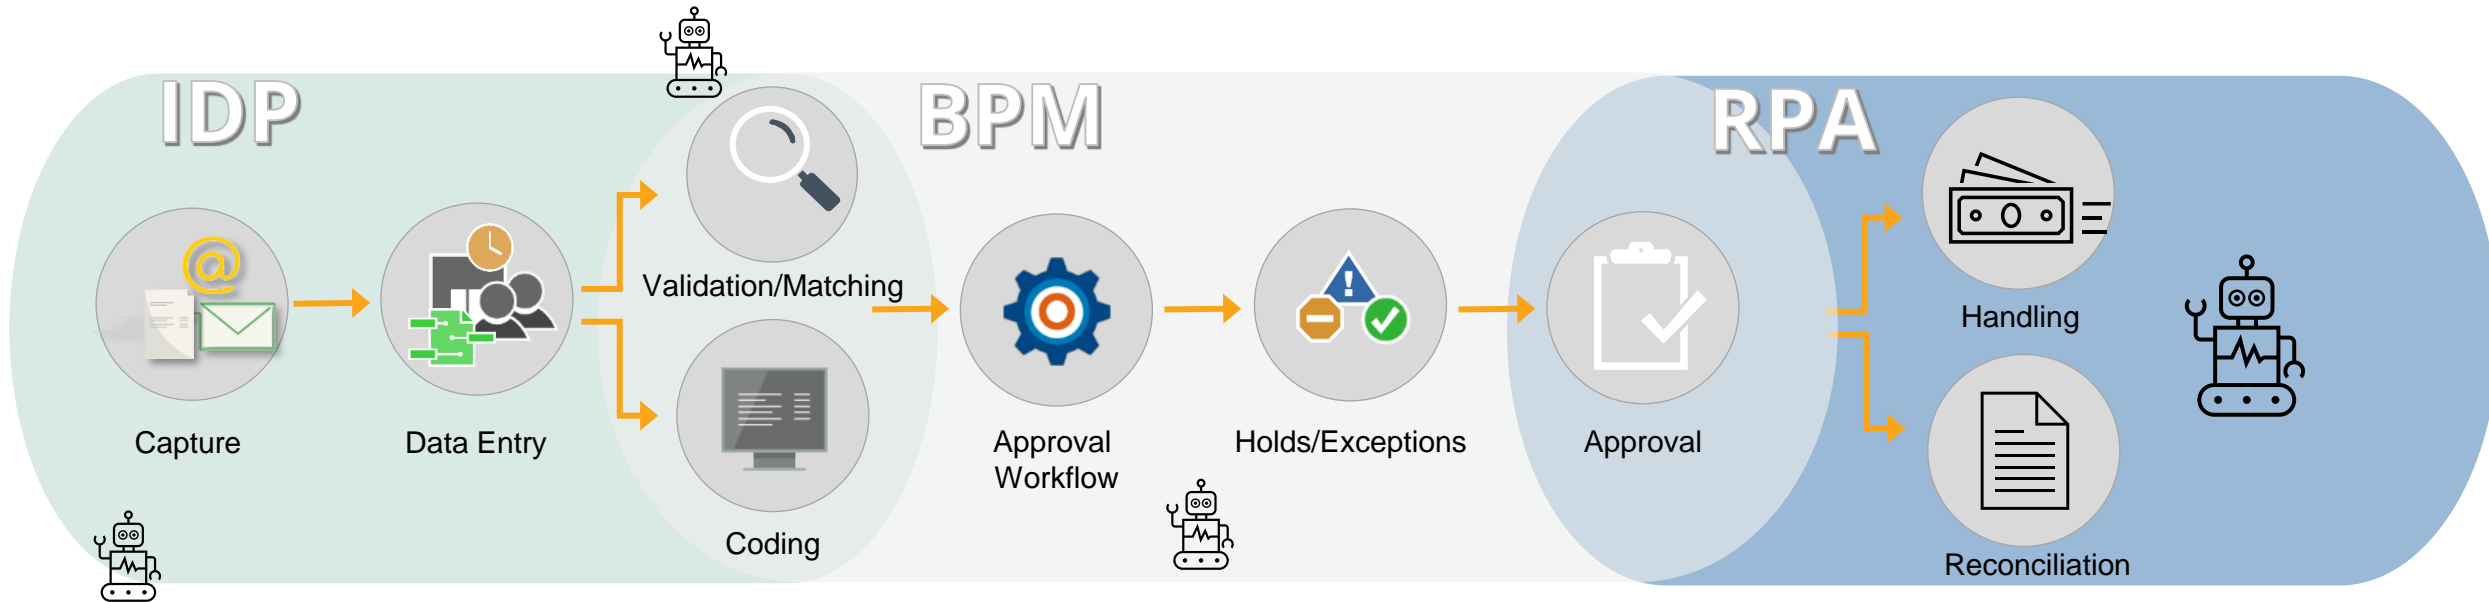 IDP
BPM
RPA
Capture
Data Entry
Validation/Matching
Coding
Approval
Workflow
Holds/Exceptions
Approval
Handling
Reconciliation